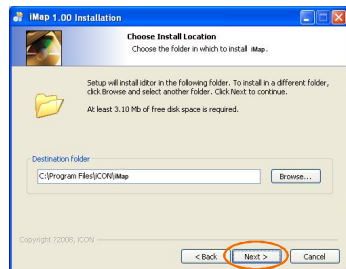 iMap 1.00 Installation
Choose Install Location
Choose the folder in which to install iMap.
Setup will install iditor in the following folder. To install in a different folder,
click Browse and select another folder. Click Next to continue.
At least 3.10 Mb of free disk space is required.
Destination folder
C:\Program Files\iCON\iMap
Browse...
Copyright ?2008, iCON
< Back
Next >
Cancel